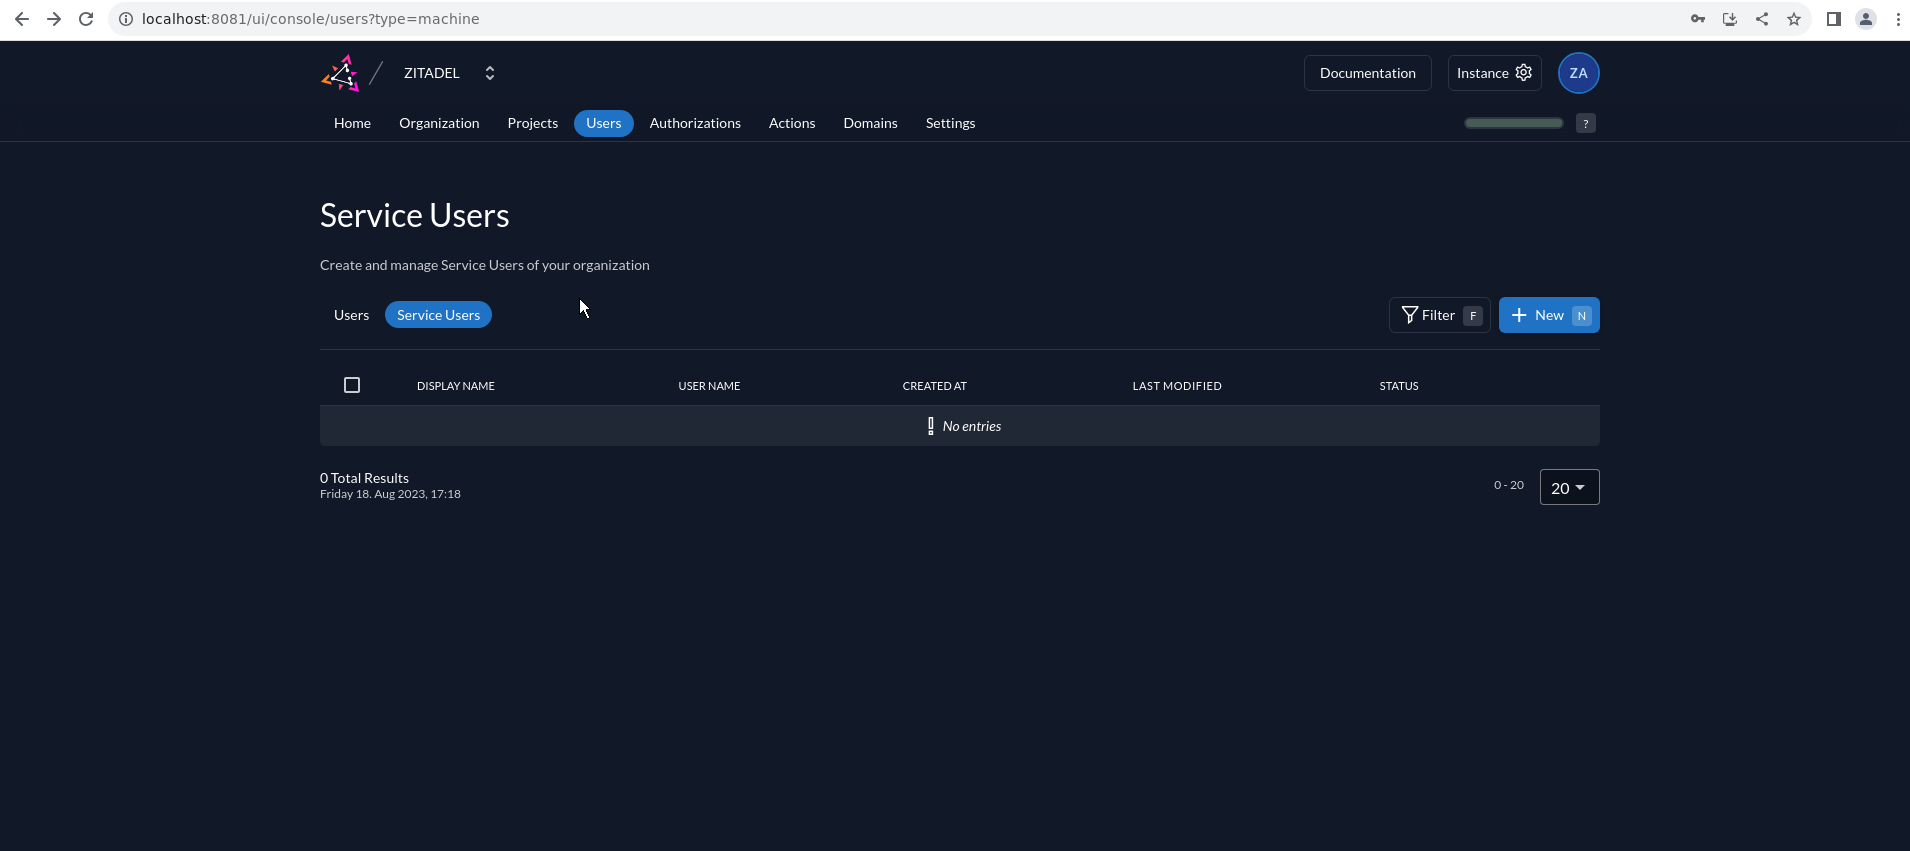 localhost:8081/ui/console/users?type=machine
ZITADEL
Documentation
Instance
ZA
Home Organization Projects Users Authorizations Actions Domains Settings
?
Service Users
Create and manage Service Users of your organization
Users Service Users
Filter F
New N
DISPLAY NAME USER NAME CREATED AT LAST MODIFIED STATUS
No entries
0 Total Results
Friday 18. Aug 2023, 17:18
0 - 20
20